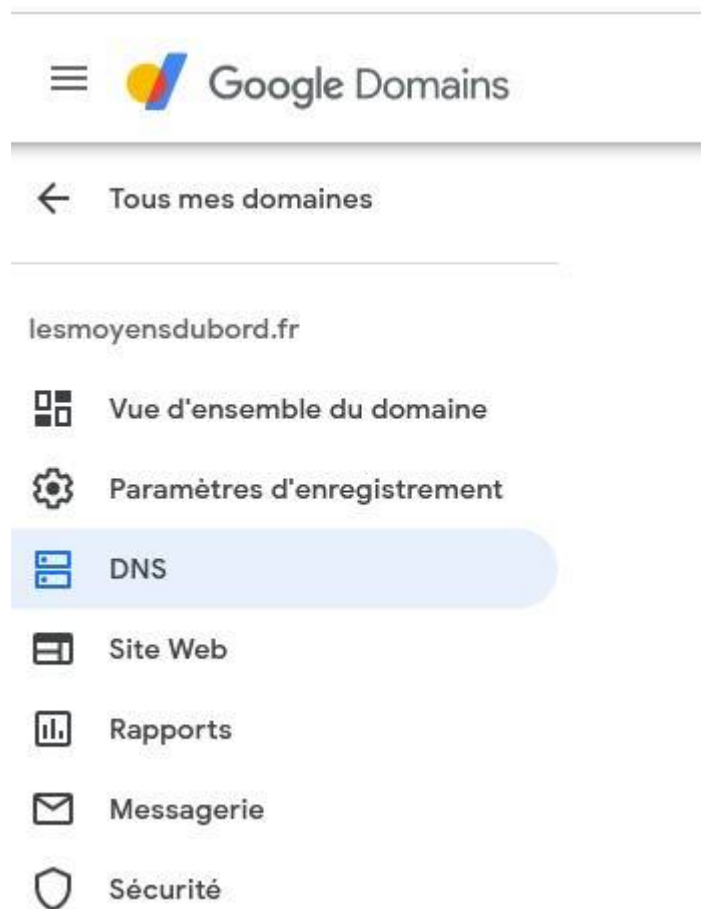 Google Domains
Tous mes domaines
lesmoyensdubord.fr
Vue d'ensemble du domaine
Paramètres d'enregistrement
DNS
Site Web
Rapports
Messagerie
Sécurité